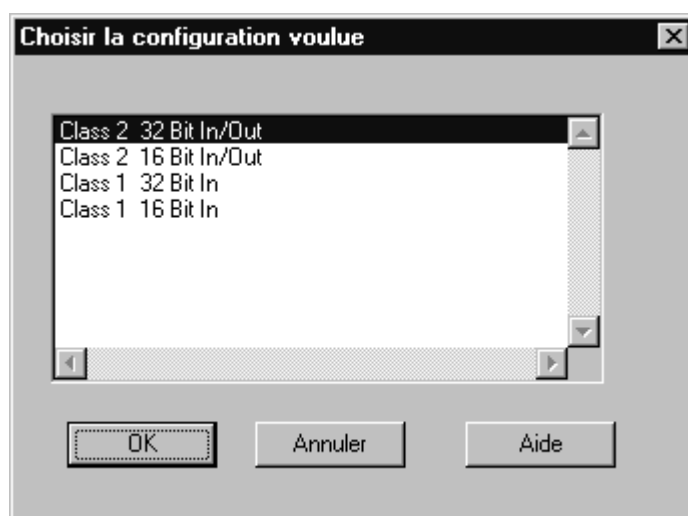 Choisir la configuration voulue
Class 2 32 Bit In/Out
Class 2 16 Bit In/Out
Class 1 32 Bit In
Class 1 16 Bit In
OK Annuler Aide